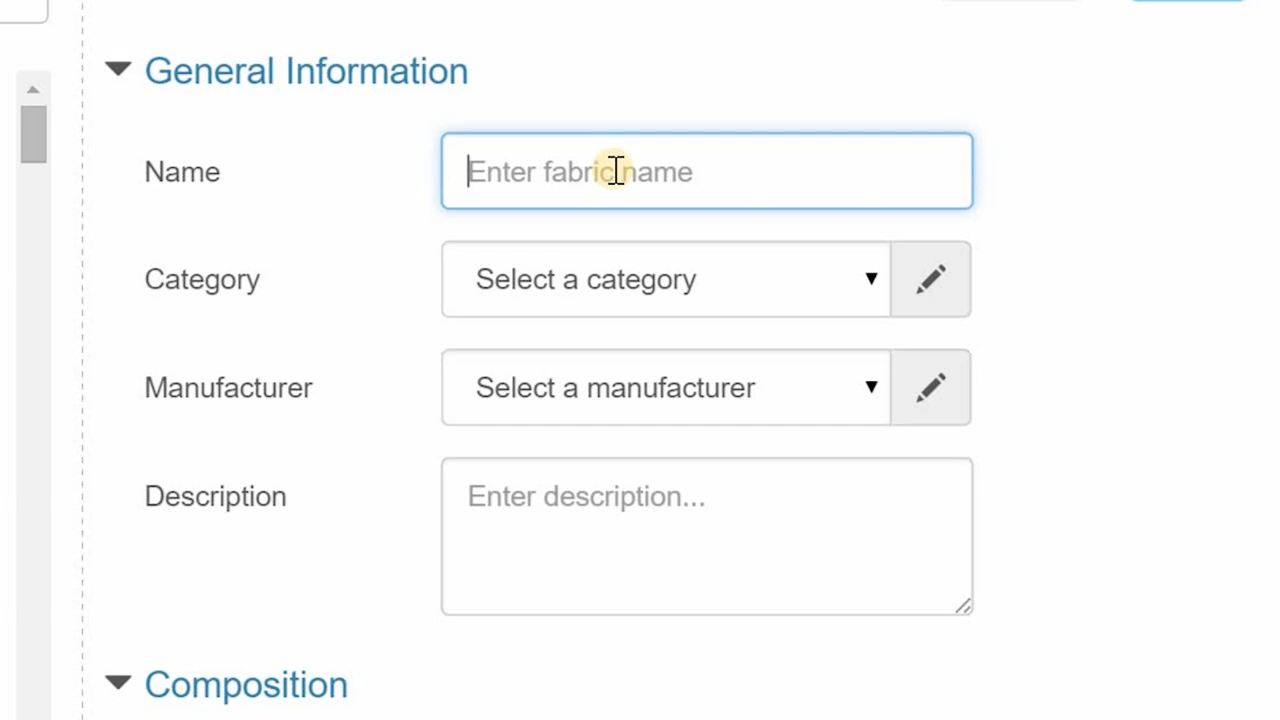 General Information
Name
Enter fabric name
Category
Select a category
Manufacturer
Select a manufacturer
Description
Enter description...
Composition